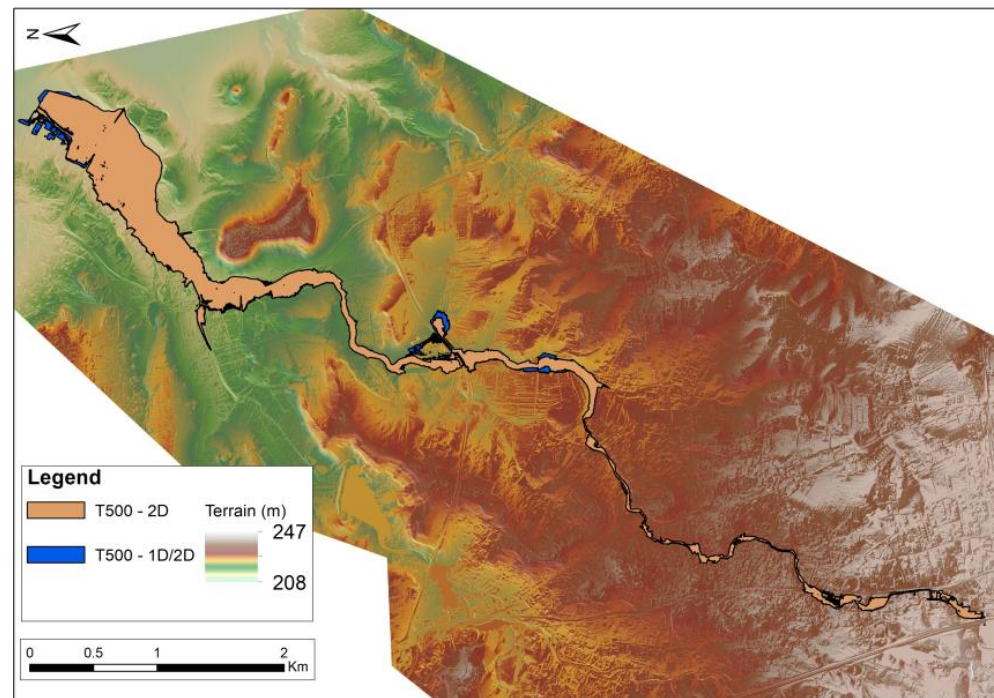 N
Legend
T500 - 2D
T500 - 1D/2D
Terrain (m)
247
208
0 0.5 1 2
Km